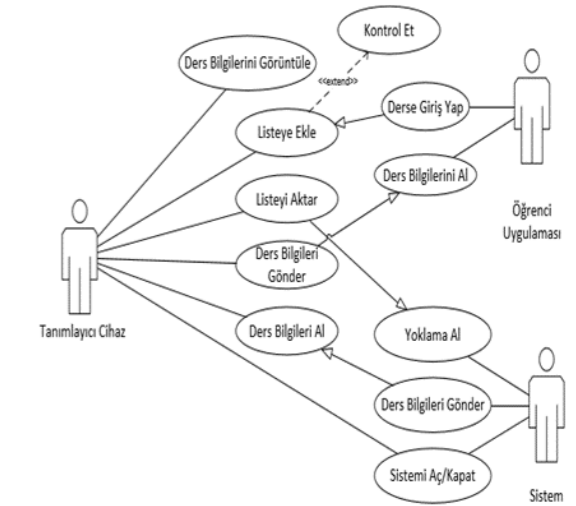 Kontrol Et
Ders Bilgilerini Görüntüle
<<extend>>
Derse Giriş Yap
Listeye Ekle
Ders Bilgilerini Al
Listeyi Aktar
Öğrenci
Uygulaması
Ders Bilgileri
Gönder
Tanımlayıcı Cihaz
Ders Bilgileri Al
Yoklama Al
Ders Bilgileri Gönder
Sistemi Aç/Kapat
Sistem